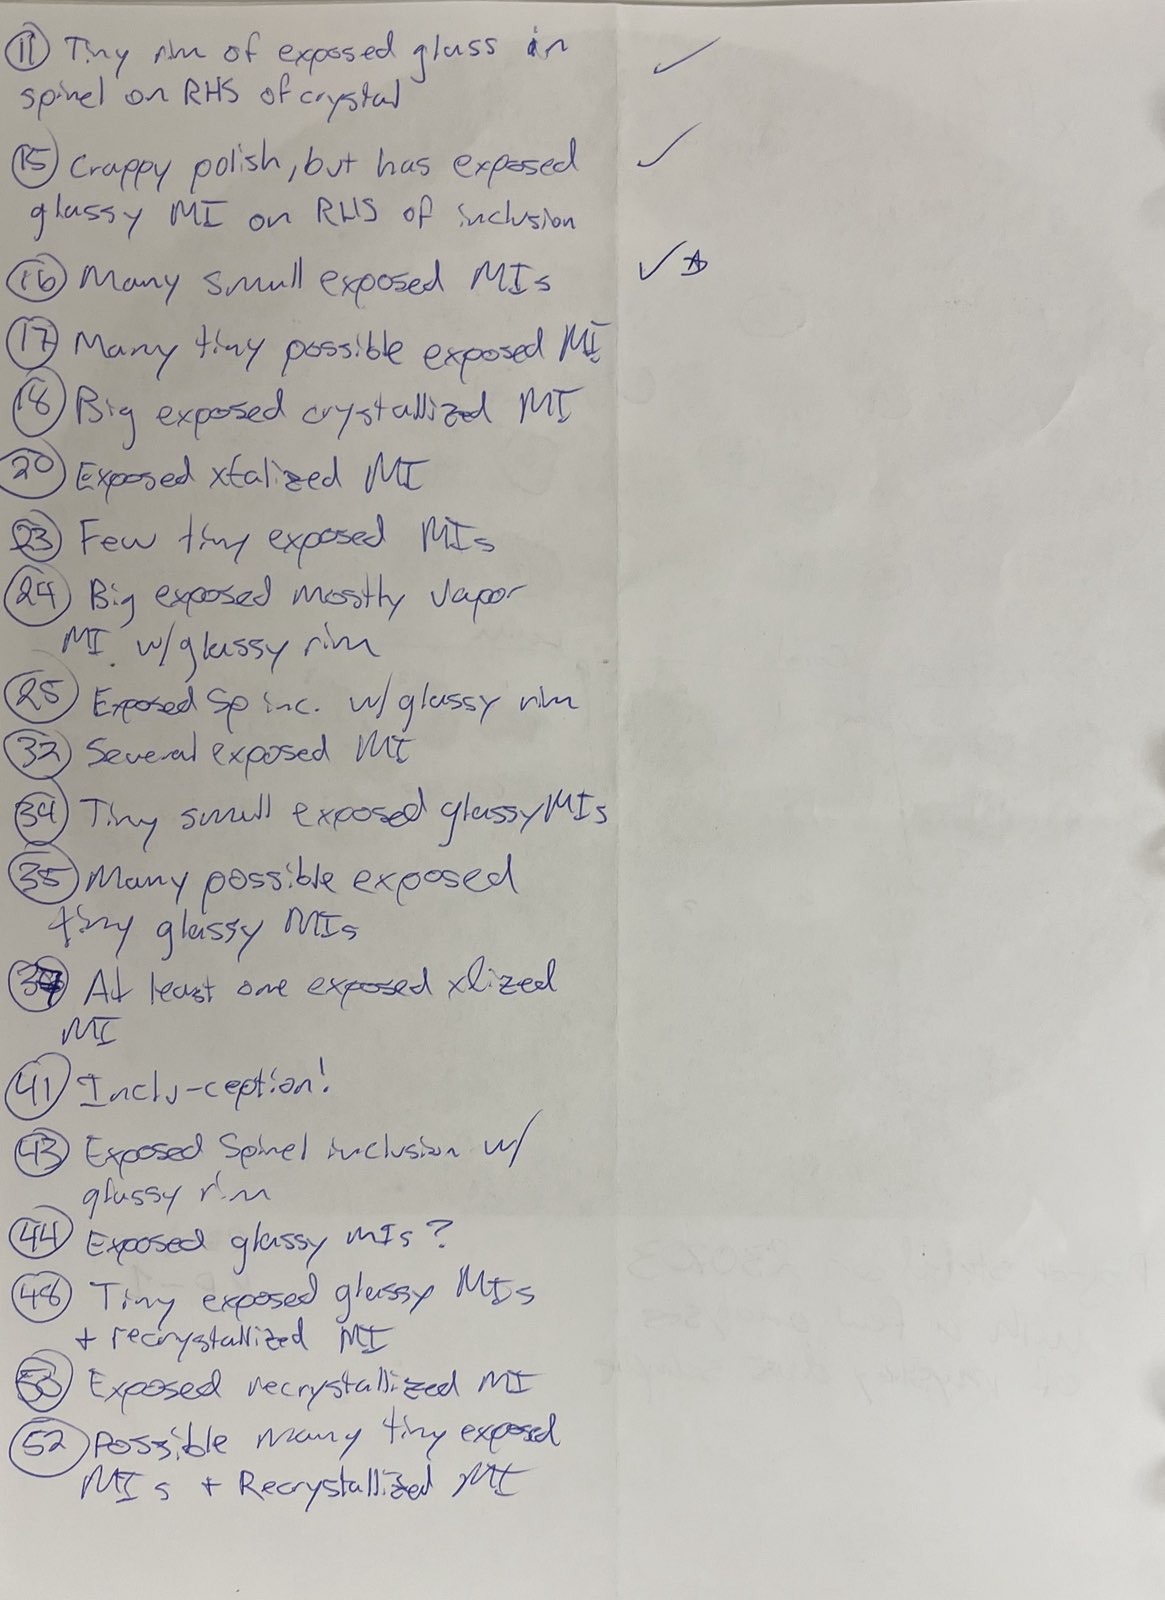 11 Tiny rim of exposed glass in ✓
spinel on RHS of crystal
15 Crappy polish, but has exposed ✓
glassy MI on RHS of inclusion
16 Many small exposed MIs ✓☆
17 Many tiny possible exposed MI
18 Big exposed crystallized MI
20 Exposed xtalized MI
23 Few tiny exposed MIs
24 Big exposed mostly vapor
MI w/glassy rim
25 Exposed Sp inc. w/ glassy rim
32 Several exposed MI
34 Tiny small exposed glassy MIs
35 Many possible exposed
tiny glassy MIs
At least one exposed xlized
MI
41 Inclu-ception!
43 Exposed Spinel inclusion w/
glassy rim
44 Exposed glassy MIs?
48 Tiny exposed glassy MIs
+ recrystallized MI
50 Exposed recrystallized MI
52 Possible many tiny exposed
MIs + Recrystallized MI